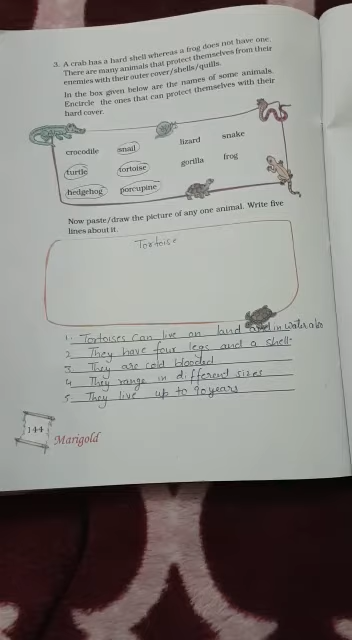 3. A crab has a hard shell whereas a frog does not have one.
There are many animals that protect themselves from their
enemies with their outer cover/shells/quills.
In the box given below are the names of some animals.
Encircle the ones that can protect themselves with their
hard cover.
crocodile snail lizard snake
turtle tortoise gorilla frog
hedgehog porcupine
Now paste/draw the picture of any one animal. Write five
lines about it.
Tortoise
1. Tortoises can live on land and in water also
2. They have four legs and a shell.
3. They are cold blooded
4. They range in different sizes
5. They live up to 90 years
144
Marigold